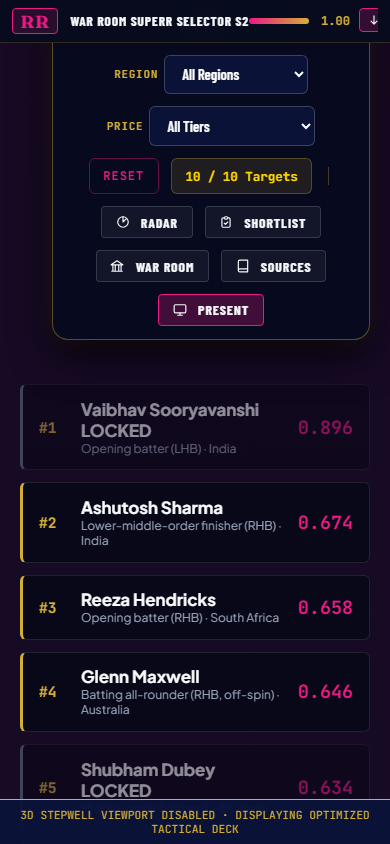 RR WAR ROOM SUPERR SELECTOR S2 1.00
REGION All Regions
PRICE All Tiers
RESET 10 / 10 Targets
RADAR SHORTLIST
WAR ROOM SOURCES
PRESENT
#1 Vaibhav Sooryavanshi
LOCKED 0.896
Opening batter (LHB) · India
#2 Ashutosh Sharma 0.674
Lower-middle-order finisher (RHB) ·
India
#3 Reeza Hendricks 0.658
Opening batter (RHB) · South Africa
#4 Glenn Maxwell 0.646
Batting all-rounder (RHB, off-spin) ·
Australia
#5 Shubham Dubey 0.634
LOCKED
3D STEPWELL VIEWPORT DISABLED · DISPLAYING OPTIMIZED
TACTICAL DECK